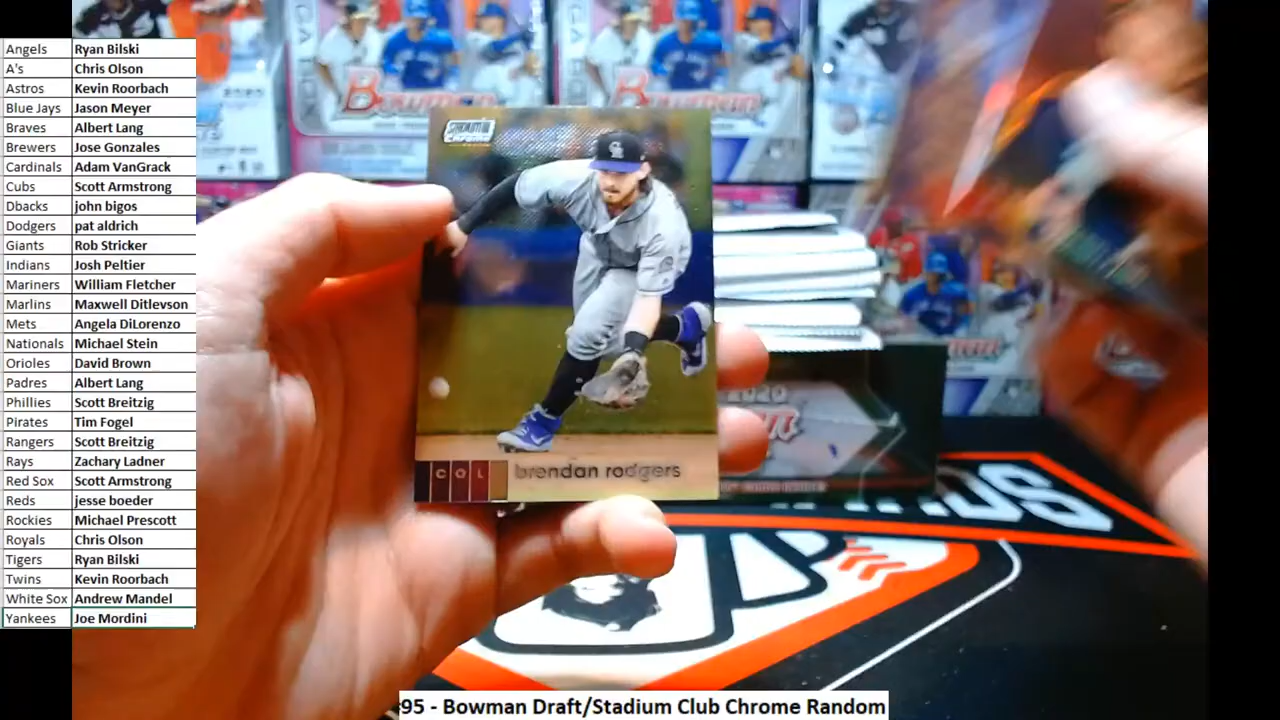 Angels Ryan Bilski
A's Chris Olson
Astros Kevin Roorbach
Blue Jays Jason Meyer
Braves Albert Lang
Brewers Jose Gonzales
Cardinals Adam VanGrack
Cubs Scott Armstrong
Dbacks john bigos
Dodgers pat aldrich
Giants Rob Stricker
Indians Josh Peltier
Mariners William Fletcher
Marlins Maxwell Ditlevson
Mets Angela DiLorenzo
Nationals Michael Stein
Orioles David Brown
Padres Albert Lang
Phillies Scott Breitzig
Pirates Tim Fogel
Rangers Scott Breitzig
Rays Zachary Ladner
Red Sox Scott Armstrong
Reds jesse boeder
Rockies Michael Prescott
Royals Chris Olson
Tigers Ryan Bilski
Twins Kevin Roorbach
White Sox Andrew Mandel
Yankees Joe Mordini
Bowman
Bowman
STADIUM
CHROME
2020
COL brendan rodgers
95 - Bowman Draft/Stadium Club Chrome Random